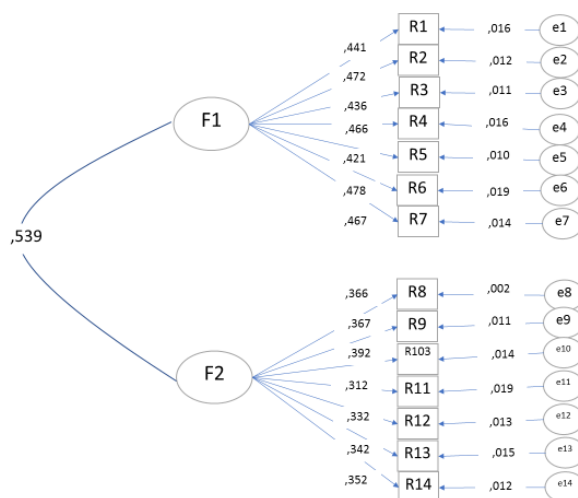 R1 ,016 e1
,441
R2 ,012 e2
,472
R3 ,011 e3
,436
F1
R4 ,016 e4
,466
R5 ,010 e5
,421
R6 ,019 e6
,478
R7 ,014 e7
,467
,539
R8 ,002 e8
,366
R9 ,011 e9
,367
R103 ,014 e10
,392
F2
R11 ,019 e11
,312
R12 ,013 e12
,332
R13 ,015 e13
,342
R14 ,012 e14
,352